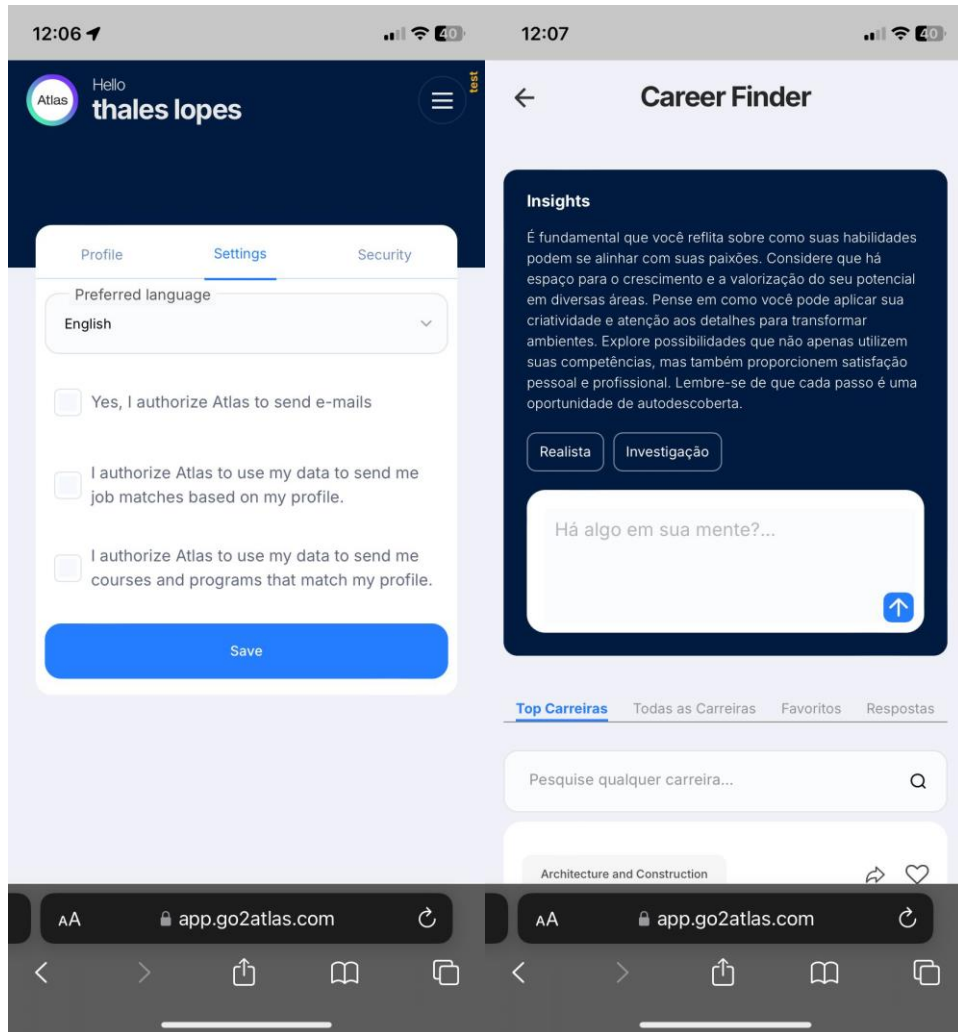 12:06
40
Atlas
Hello
thales lopes
test
Profile
Settings
Security
Preferred language
English
Yes, I authorize Atlas to send e-mails
I authorize Atlas to use my data to send me
job matches based on my profile.
I authorize Atlas to use my data to send me
courses and programs that match my profile.
Save
AA
app.go2atlas.com
12:07
40
Career Finder
Insights
É fundamental que você reflita sobre como suas habilidades
podem se alinhar com suas paixões. Considere que há
espaço para o crescimento e a valorização do seu potencial
em diversas áreas. Pense em como você pode aplicar sua
criatividade e atenção aos detalhes para transformar
ambientes. Explore possibilidades que não apenas utilizem
suas competências, mas também proporcionem satisfação
pessoal e profissional. Lembre-se de que cada passo é uma
oportunidade de autodescoberta.
Realista
Investigação
Há algo em sua mente?...
Top Carreiras
Todas as Carreiras
Favoritos
Respostas
Pesquise qualquer carreira...
Architecture and Construction
AA
app.go2atlas.com